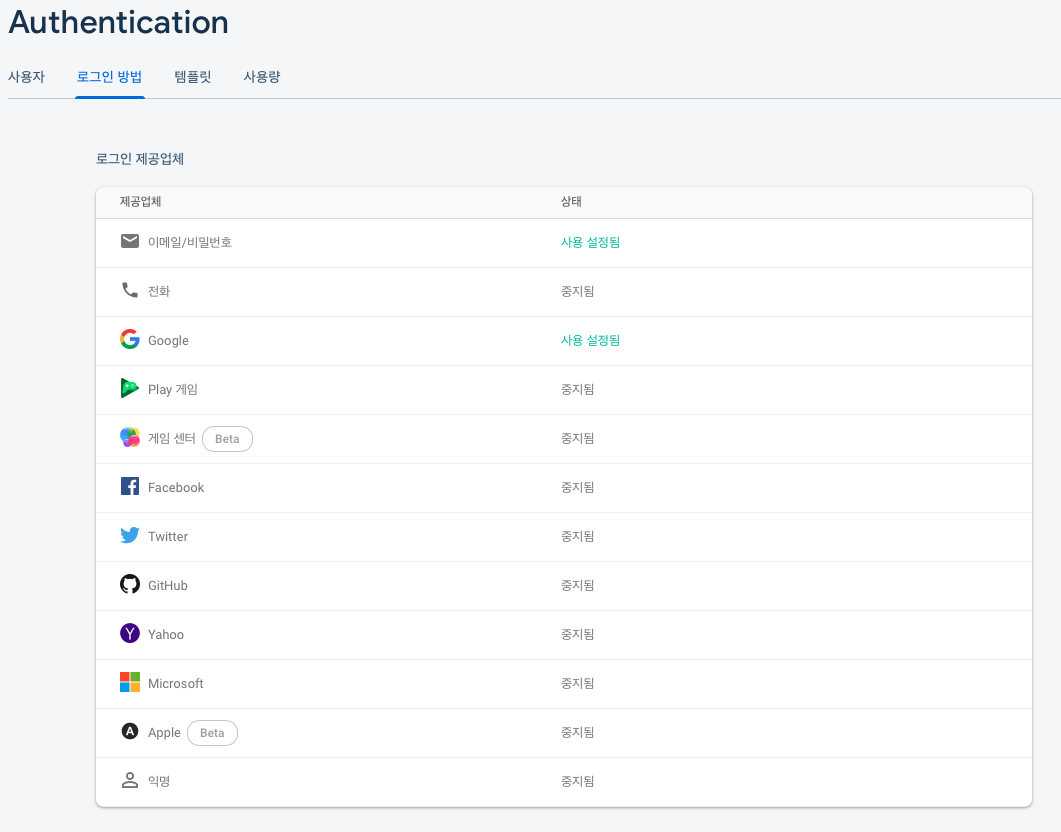 Authentication
사용자 로그인 방법 템플릿 사용량
로그인 제공업체
제공업체 상태
이메일/비밀번호 사용 설정됨
전화 중지됨
Google 사용 설정됨
Play 게임 중지됨
게임 센터 Beta 중지됨
Facebook 중지됨
Twitter 중지됨
GitHub 중지됨
Yahoo 중지됨
Microsoft 중지됨
Apple Beta 중지됨
익명 중지됨